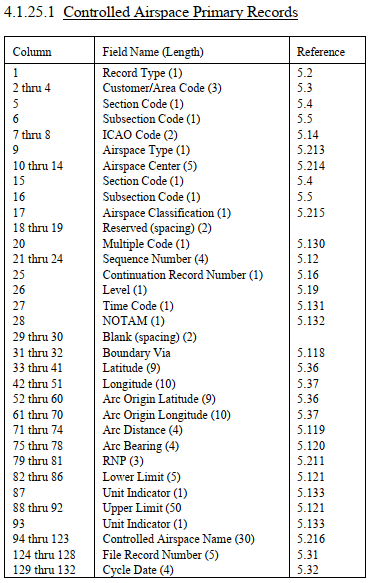 4.1.25.1 Controlled Airspace Primary Records
Column Field Name (Length) Reference
1 Record Type (1) 5.2
2 thru 4 Customer/Area Code (3) 5.3
5 Section Code (1) 5.4
6 Subsection Code (1) 5.5
7 thru 8 ICAO Code (2) 5.14
9 Airspace Type (1) 5.213
10 thru 14 Airspace Center (5) 5.214
15 Section Code (1) 5.4
16 Subsection Code (1) 5.5
17 Airspace Classification (1) 5.215
18 thru 19 Reserved (spacing) (2)
20 Multiple Code (1) 5.130
21 thru 24 Sequence Number (4) 5.12
25 Continuation Record Number (1) 5.16
26 Level (1) 5.19
27 Time Code (1) 5.131
28 NOTAM (1) 5.132
29 thru 30 Blank (spacing) (2)
31 thru 32 Boundary Via 5.118
33 thru 41 Latitude (9) 5.36
42 thru 51 Longitude (10) 5.37
52 thru 60 Arc Origin Latitude (9) 5.36
61 thru 70 Arc Origin Longitude (10) 5.37
71 thru 74 Arc Distance (4) 5.119
75 thru 78 Arc Bearing (4) 5.120
79 thru 81 RNP (3) 5.211
82 thru 86 Lower Limit (5) 5.121
87 Unit Indicator (1) 5.133
88 thru 92 Upper Limit (50 5.121
93 Unit Indicator (1) 5.133
94 thru 123 Controlled Airspace Name (30) 5.216
124 thru 128 File Record Number (5) 5.31
129 thru 132 Cycle Date (4) 5.32